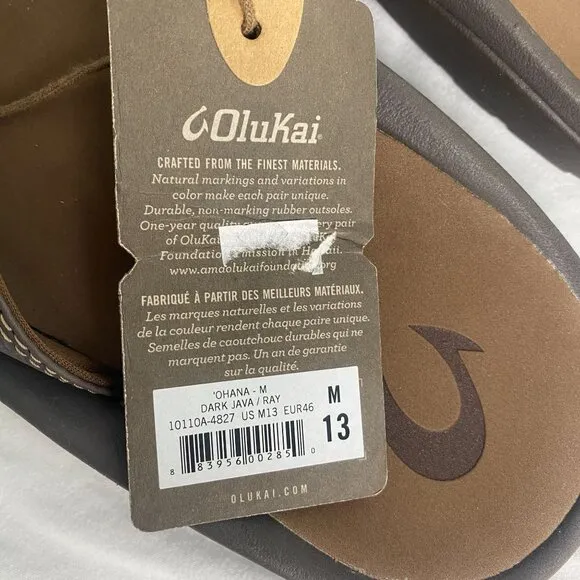 OluKai
CRAFTED FROM THE FINEST MATERIALS.
Natural markings and variations in
color make each pair unique.
Durable, non-marking rubber outsoles.
One-year quality pair
of OluKai
Foundation's mission in Hawaii.
www.amaolukaifoundation.org
FABRIQUÉ À PARTIR DES MEILLEURS MATÉRIAUX.
Les marques naturelles et les variations
de la couleur rendent chaque paire unique.
Semelles de caoutchouc durables qui ne
marquent pas. Un an de garantie
sur la qualité.
'OHANA - M
DARK JAVA / RAY
10110A-4827 US M13 EUR46
M
13
8 83956 00285 0
OLUKAI.COM